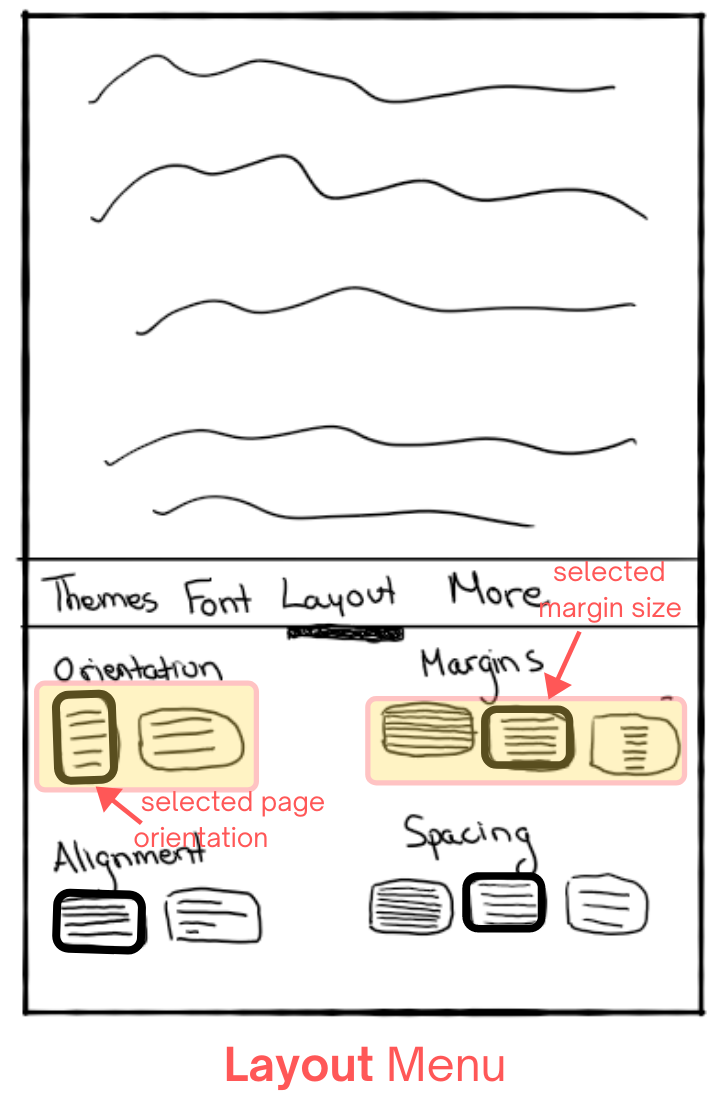 Themes Font Layout More
selected
margin size
Orientation
Margins
selected page
orientation
Alignment
Spacing
Layout Menu